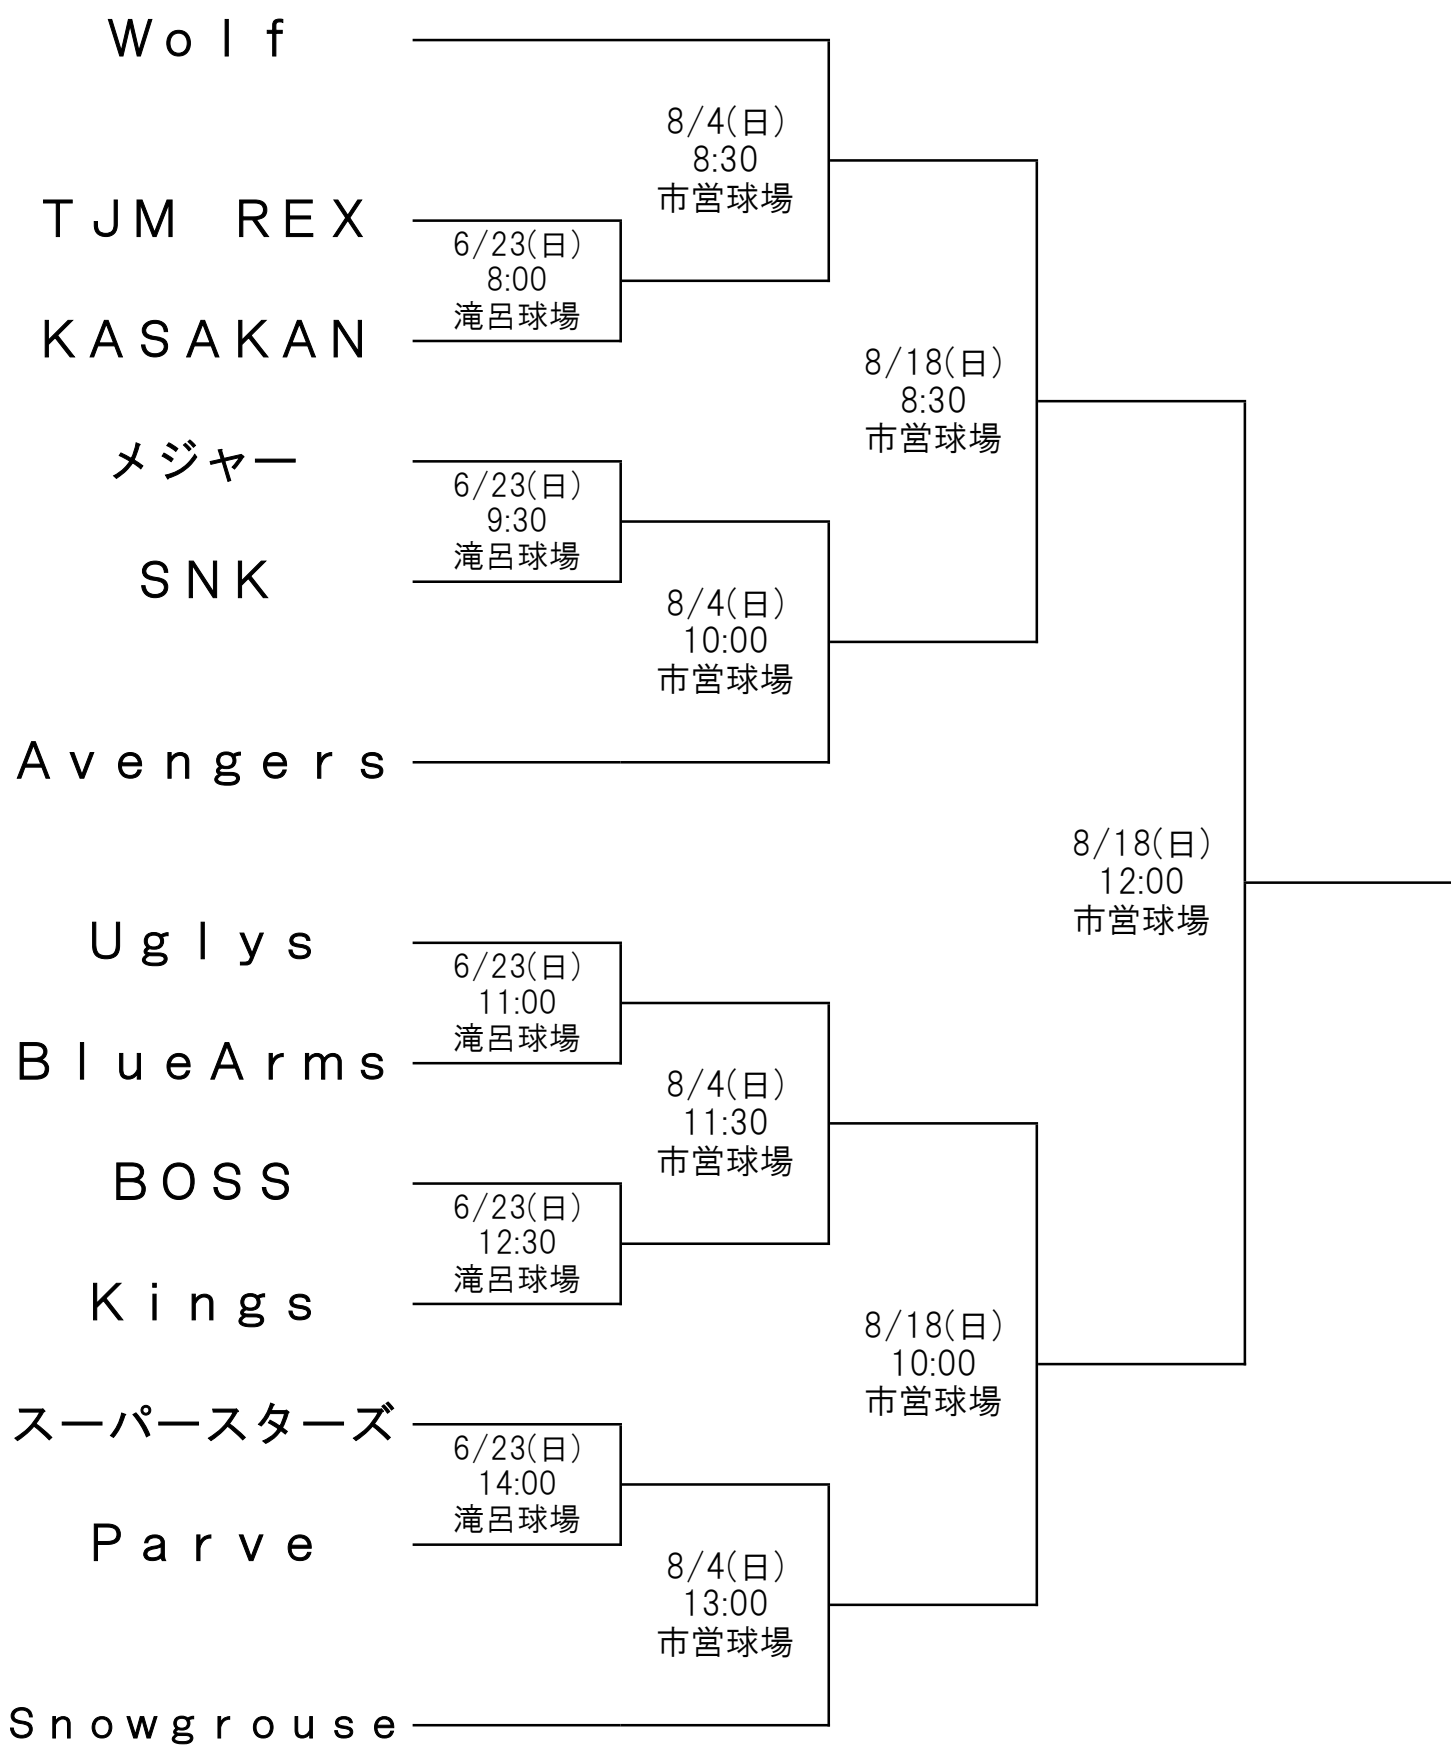 Ｗｏｌｆ
8/4(日)
8:30
市営球場
ＴＪＭ　ＲＥＸ
6/23(日)
8:00
滝呂球場
ＫＡＳＡＫＡＮ
8/18(日)
8:30
市営球場
メジャー
6/23(日)
9:30
滝呂球場
ＳＮＫ
8/4(日)
10:00
市営球場
Ａｖｅｎｇｅｒｓ
8/18(日)
12:00
市営球場
Ｕｇｌｙｓ
6/23(日)
11:00
滝呂球場
ＢｌｕｅＡｒｍｓ
8/4(日)
11:30
市営球場
ＢＯＳＳ
6/23(日)
12:30
滝呂球場
Ｋｉｎｇｓ
8/18(日)
10:00
市営球場
スーパースターズ
6/23(日)
14:00
滝呂球場
Ｐａｒｖｅ
8/4(日)
13:00
市営球場
Ｓｎｏｗｇｒｏｕｓｅ